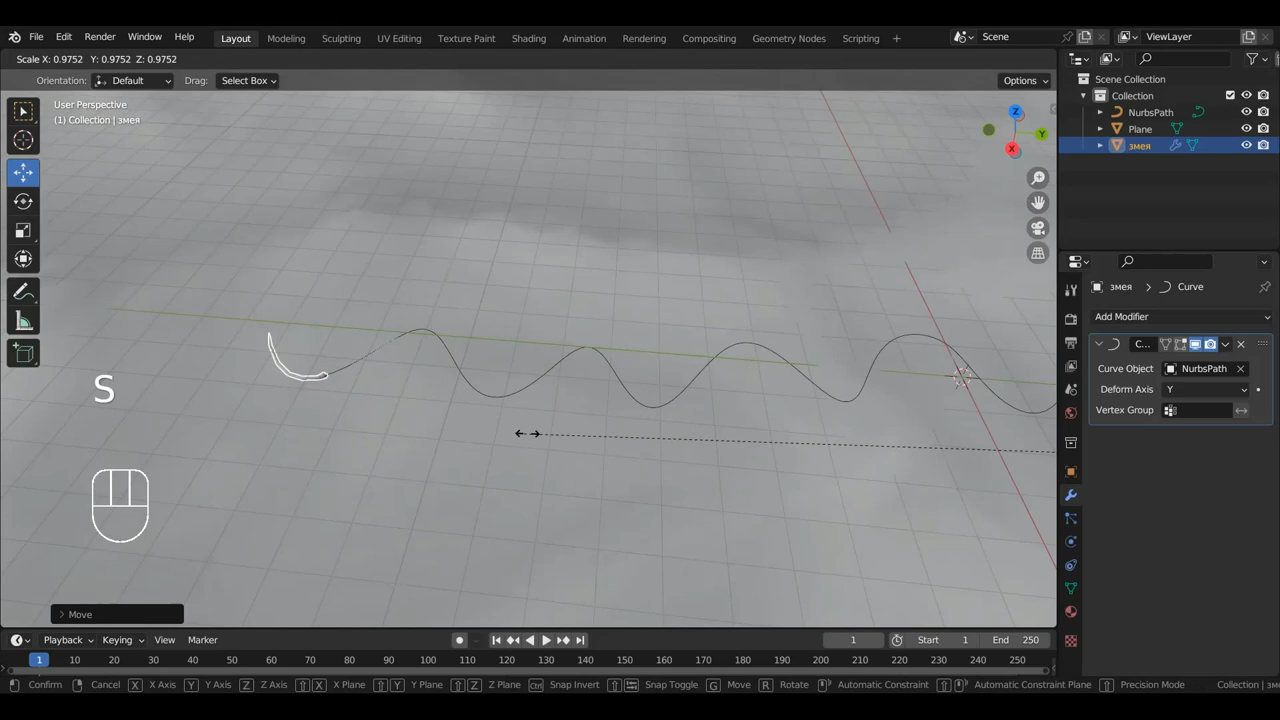 File Edit Render Window Help Layout Modeling Sculpting UV Editing Texture Paint Shading Animation Rendering Compositing Geometry Nodes Scripting + Scene ViewLayer
Scale X: 0.9752 Y: 0.9752 Z: 0.9752
Orientation: Default Drag: Select Box Options
User Perspective
(1) Collection | змея
Z
Y
X
Scene Collection
Collection
NurbsPath
Plane
змея
змея > Curve
Add Modifier
C...
Curve Object NurbsPath
Deform Axis Y
Vertex Group
S
> Move
Playback Keying View Marker 1 Start 1 End 250
1 10 20 30 40 50 60 70 80 90 100 110 120 130 140 150 160 170 180 190 200 210 220 230 240 250
Confirm Cancel X X Axis Y Y Axis Z Z Axis X X Plane Y Y Plane Z Z Plane Ctrl Snap Invert Snap Toggle G Move R Rotate Automatic Constraint Automatic Constraint Plane Precision Mode Collection | зме